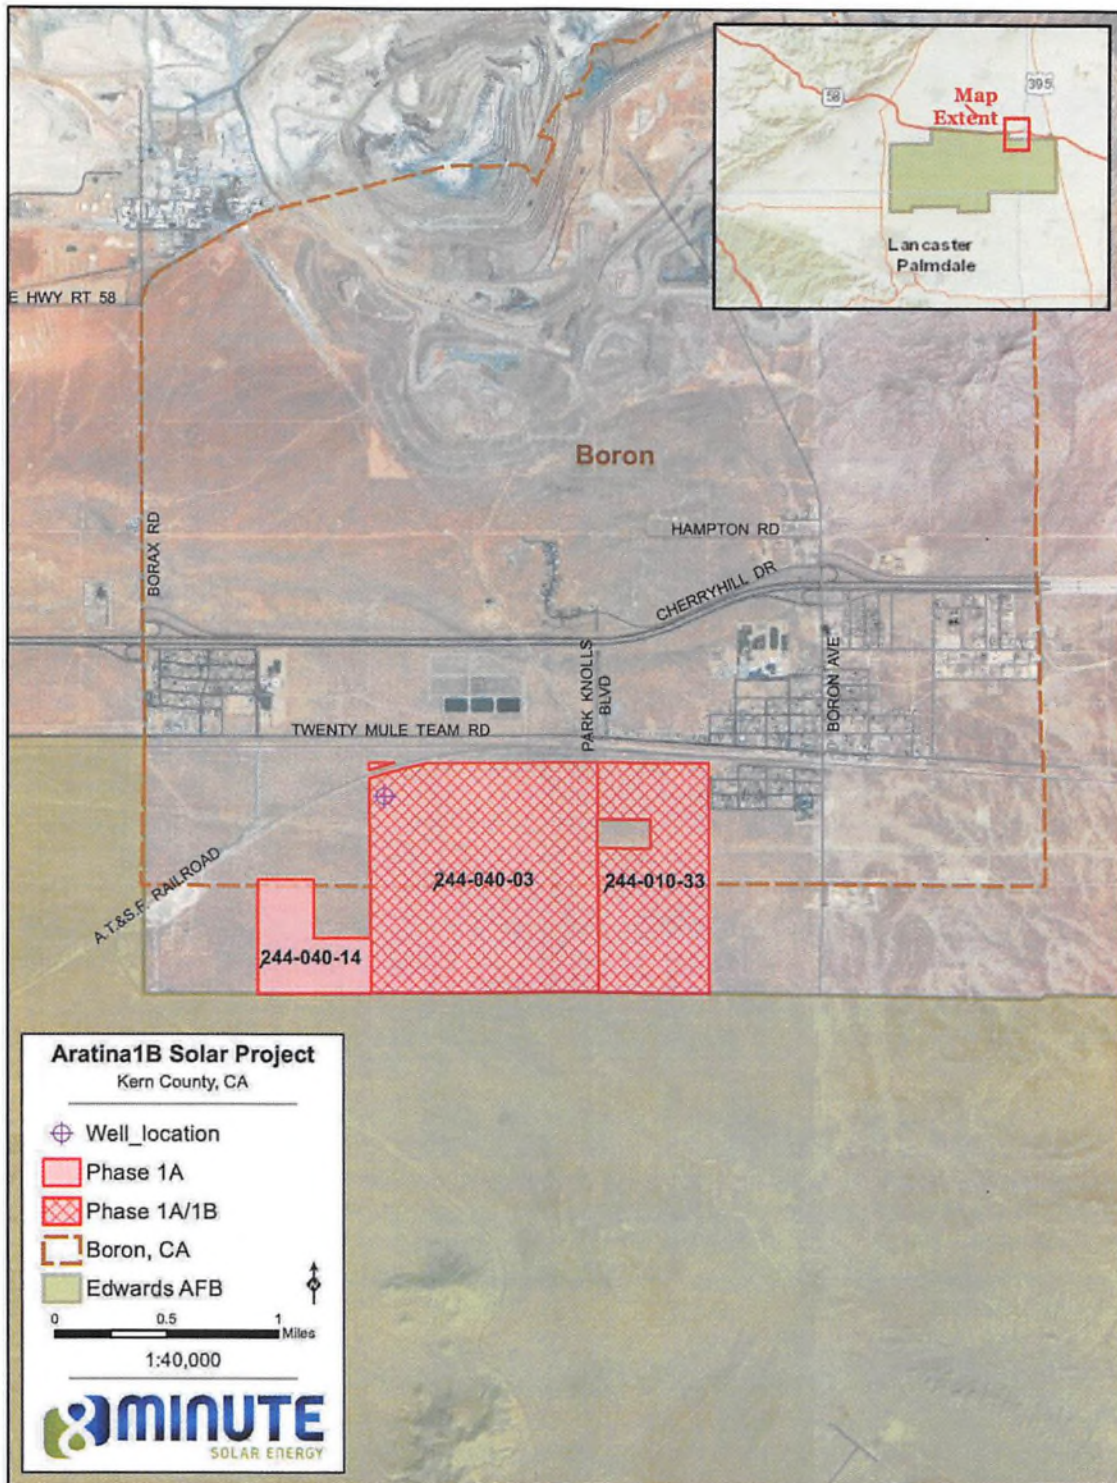 58
395
Map
Extent
Lancaster
Palmdale
E HWY RT 58
Boron
BORAX RD
HAMPTON RD
CHERRYHILL DR
PARK KNOLLS
BLVD
BORON AVE
TWENTY MULE TEAM RD
A.T.&S.F. RAILROAD
244-040-03
244-010-33
244-040-14
Aratina1B Solar Project
Kern County, CA
Well_location
Phase 1A
Phase 1A/1B
Boron, CA
Edwards AFB
N
0 0.5 1
Miles
1:40,000
8MINUTE
SOLAR ENERGY